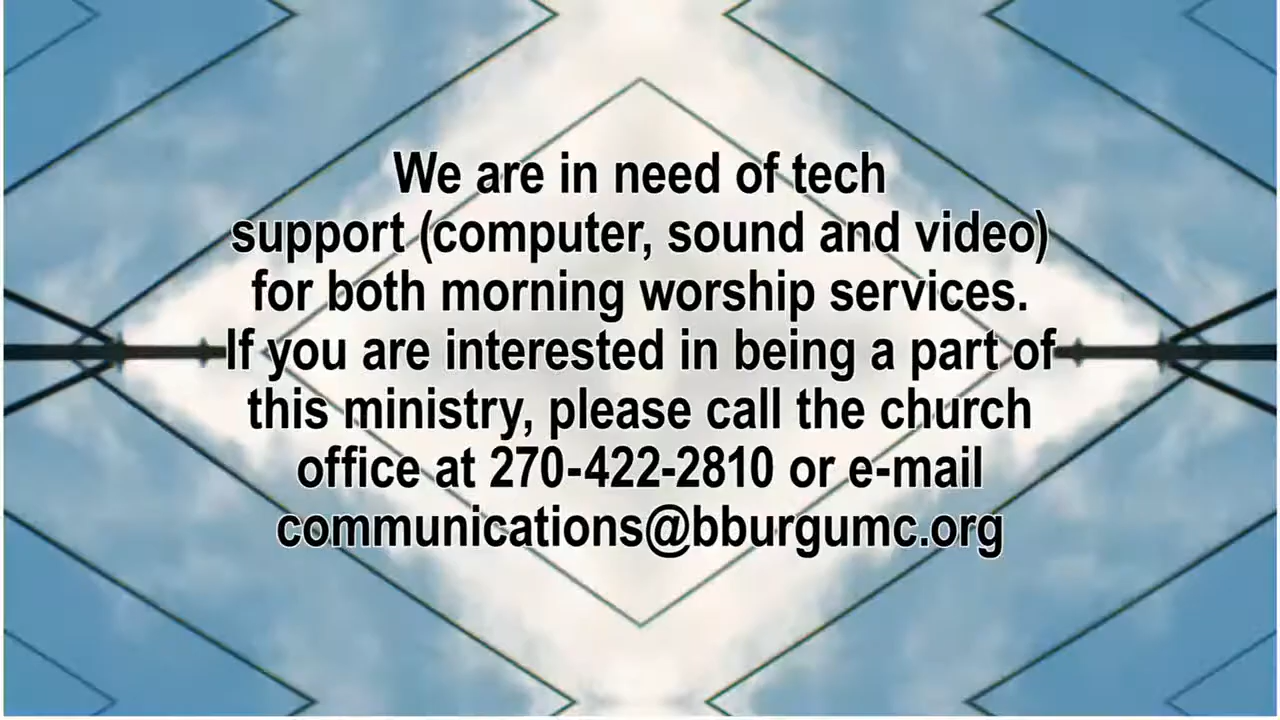 We are in need of tech
support (computer, sound and video)
for both morning worship services.
If you are interested in being a part of
this ministry, please call the church
office at 270-422-2810 or e-mail
communications@bburgumc.org